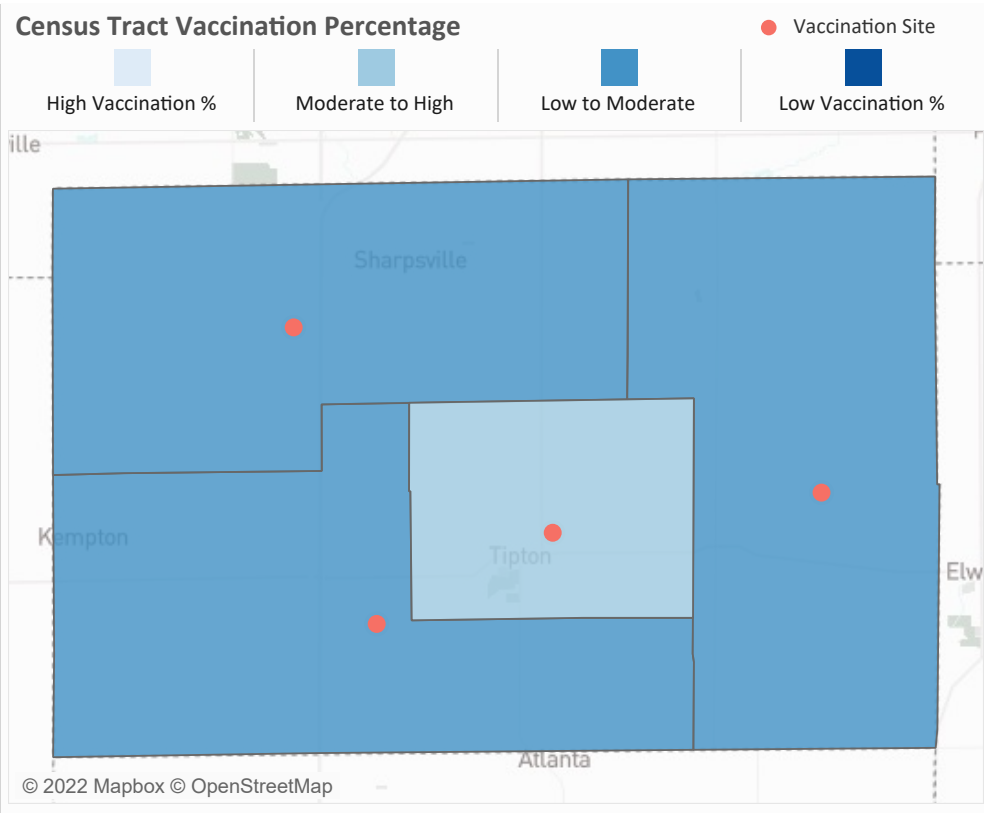 Census Tract Vaccination Percentage
Vaccination Site
High Vaccination %
Moderate to High
Low to Moderate
Low Vaccination %
ille
Sharpsville
Kempton
Tipton
Elw
Atlanta
© 2022 Mapbox © OpenStreetMap